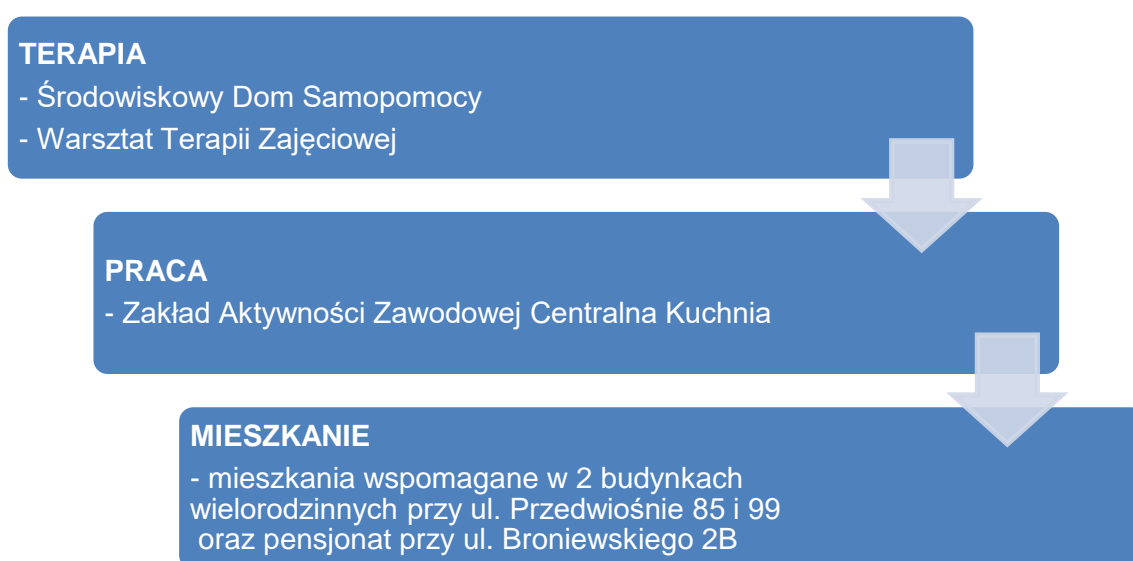 TERAPIA
- Środowiskowy Dom Samopomocy
- Warsztat Terapii Zajęciowej
PRACA
- Zakład Aktywności Zawodowej Centralna Kuchnia
MIESZKANIE
- mieszkania wspomagane w 2 budynkach
wielorodzinnych przy ul. Przedwiośnie 85 i 99
oraz pensjonat przy ul. Broniewskiego 2B